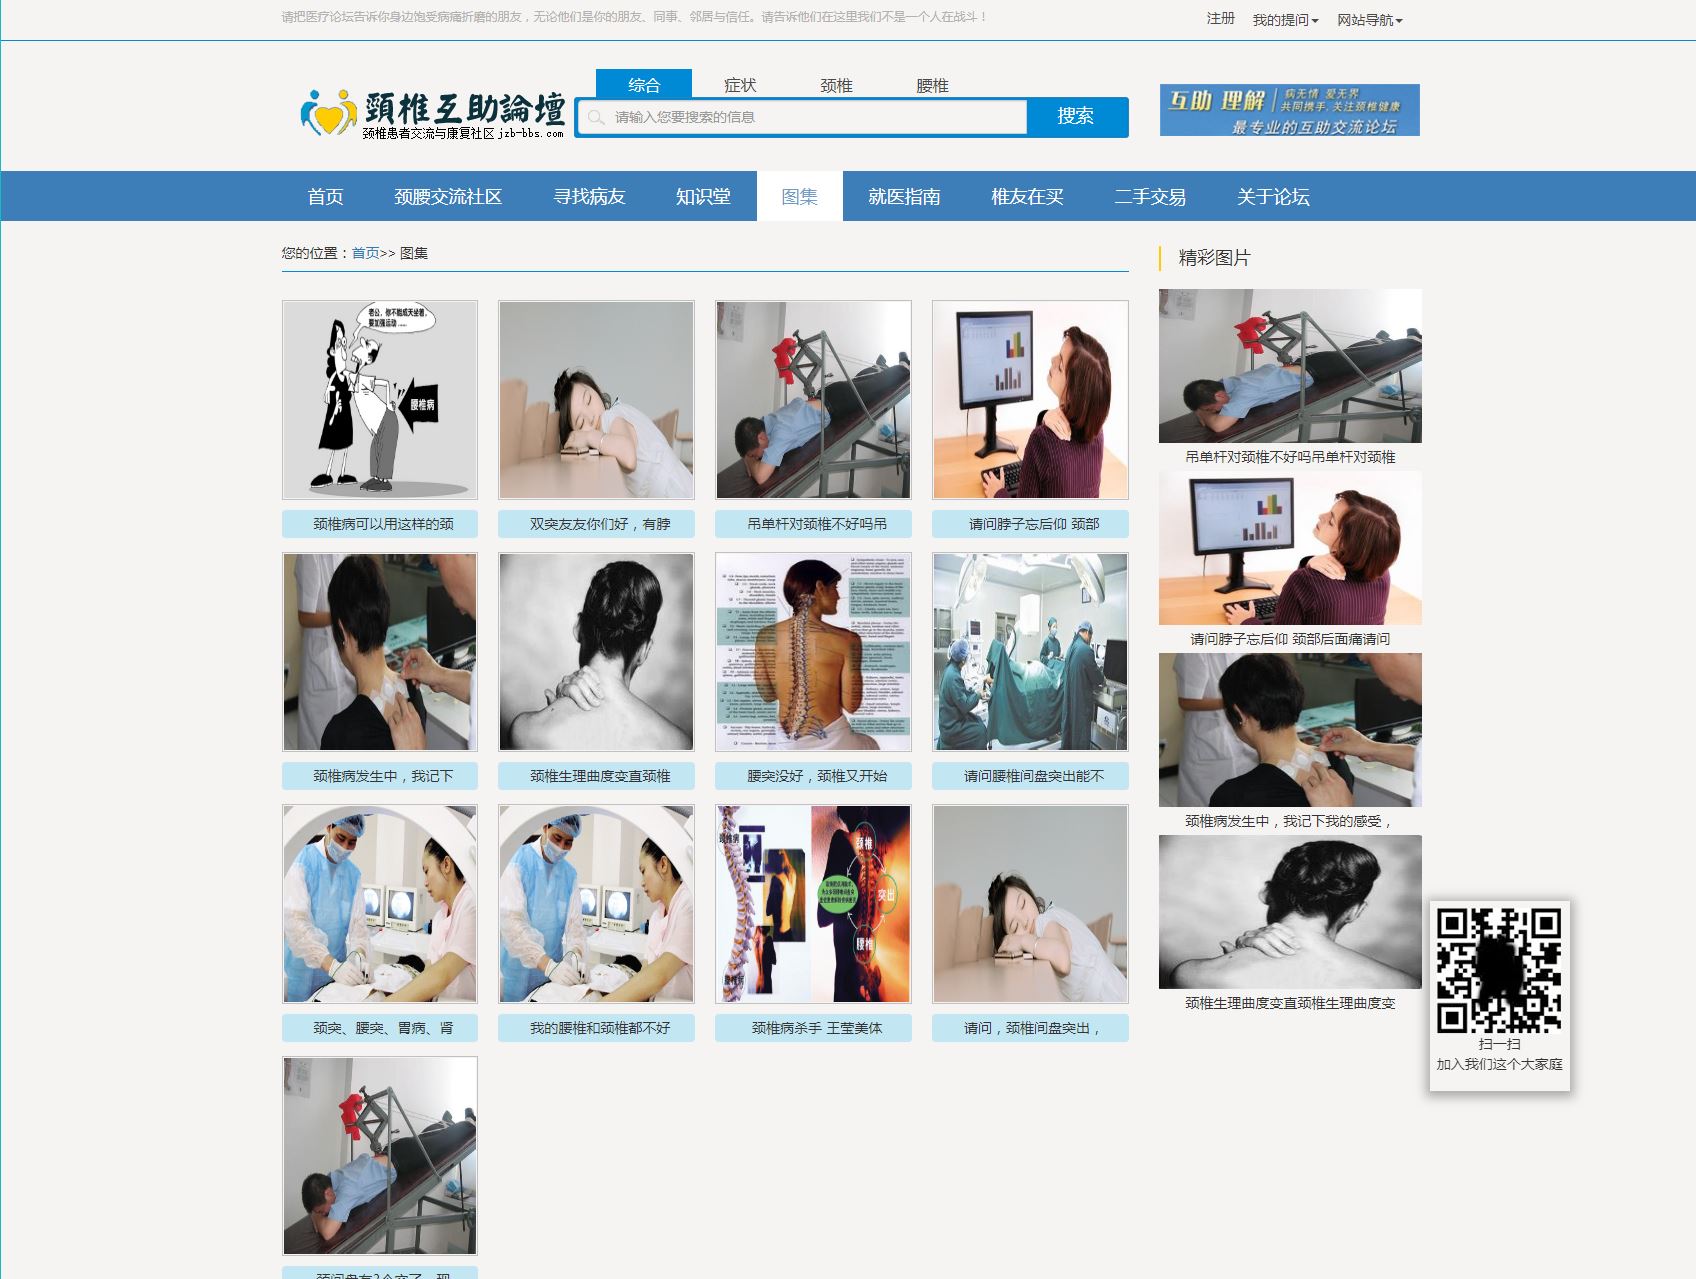 请把医疗论坛告诉你身边饱受病痛折磨的朋友，无论他们是你的朋友、同事、邻居与信任。请告诉他们在这里我们不是一个人在战斗！
注册 我的提问 网站导航
頸椎互助論壇
颈椎患者交流与康复社区 jzb-bbs.com
综合 症状 颈椎 腰椎
请输入您要搜索的信息 搜索
互助 理解 病无情 爱无界
共同携手,关注颈椎健康
最专业的互助交流论坛
首页 颈腰交流社区 寻找病友 知识堂 图集 就医指南 椎友在买 二手交易 关于论坛
您的位置：首页>> 图集
老公，你不能成天坐着，
要加强运动……
腰椎病
颈椎病可以用这样的颈 双突友友你们好，有脖 吊单杆对颈椎不好吗吊 请问脖子忘后仰 颈部
颈椎病发生中，我记下 颈椎生理曲度变直颈椎 腰突没好，颈椎又开始 请问腰椎间盘突出能不
颈椎
突出
腰椎
颈突、腰突、胃病、肾 我的腰椎和颈椎都不好 颈椎病杀手 王莹美体 请问，颈椎间盘突出，
精彩图片
吊单杆对颈椎不好吗吊单杆对颈椎
请问脖子忘后仰 颈部后面痛请问
颈椎病发生中，我记下我的感受，
颈椎生理曲度变直颈椎生理曲度变
扫一扫
加入我们这个大家庭